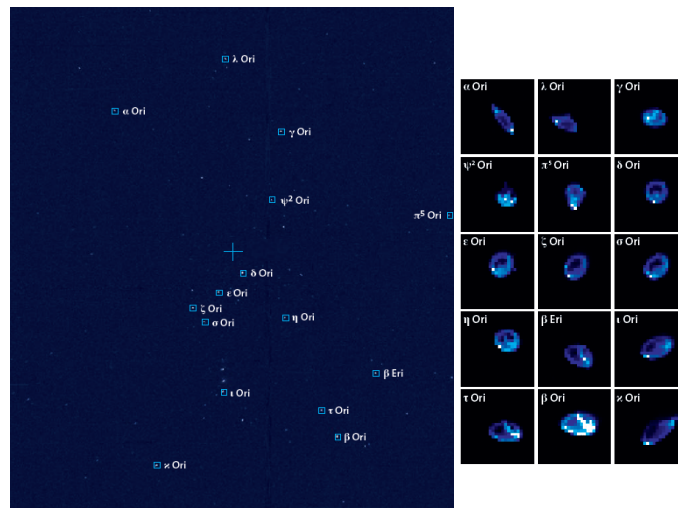 λ Ori
α Ori
γ Ori
ψ² Ori
π⁵ Ori
δ Ori
ε Ori
ζ Ori
σ Ori
η Ori
β Eri
ι Ori
τ Ori
β Ori
ϰ Ori
α Ori λ Ori γ Ori
ψ² Ori π⁵ Ori δ Ori
ε Ori ζ Ori σ Ori
η Ori β Eri ι Ori
τ Ori β Ori ϰ Ori